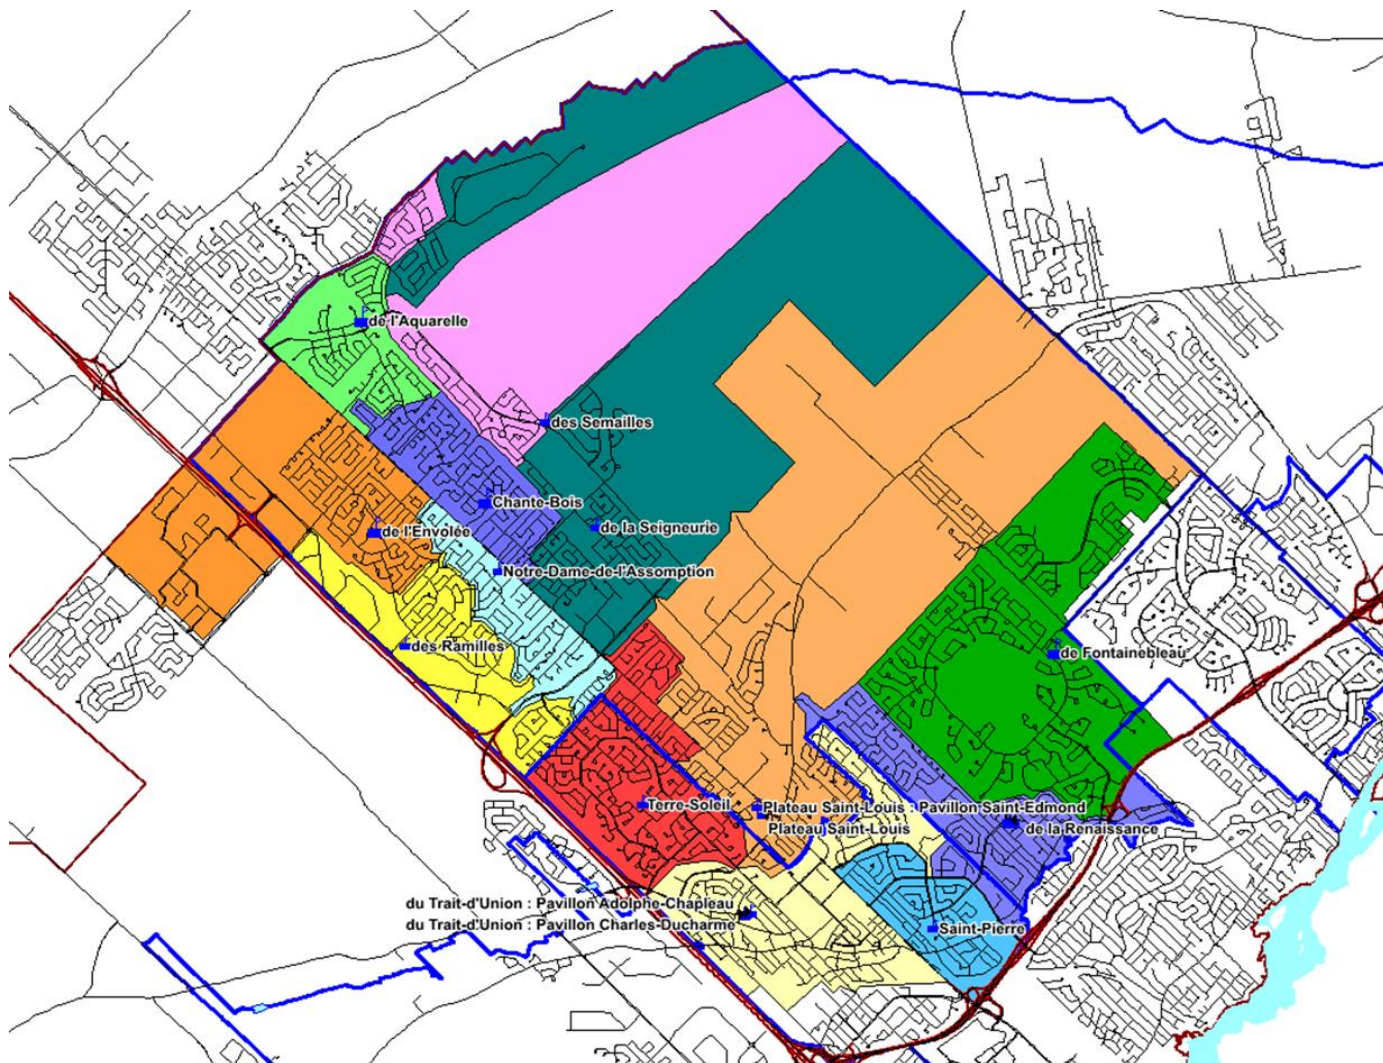 de l'Aquarelle
des Semailles
Chante-Bois
de la Seigneurie
de l'Envolée
Notre-Dame-de-l'Assomption
des Ramilles
de Fontainebleau
Terre-Soleil
Plateau Saint-Louis : Pavillon Saint-Edmond
Plateau Saint-Louis
de la Renaissance
du Trait-d'Union : Pavillon Adolphe-Chapleau
du Trait-d'Union : Pavillon Charles-Ducharme
Saint-Pierre